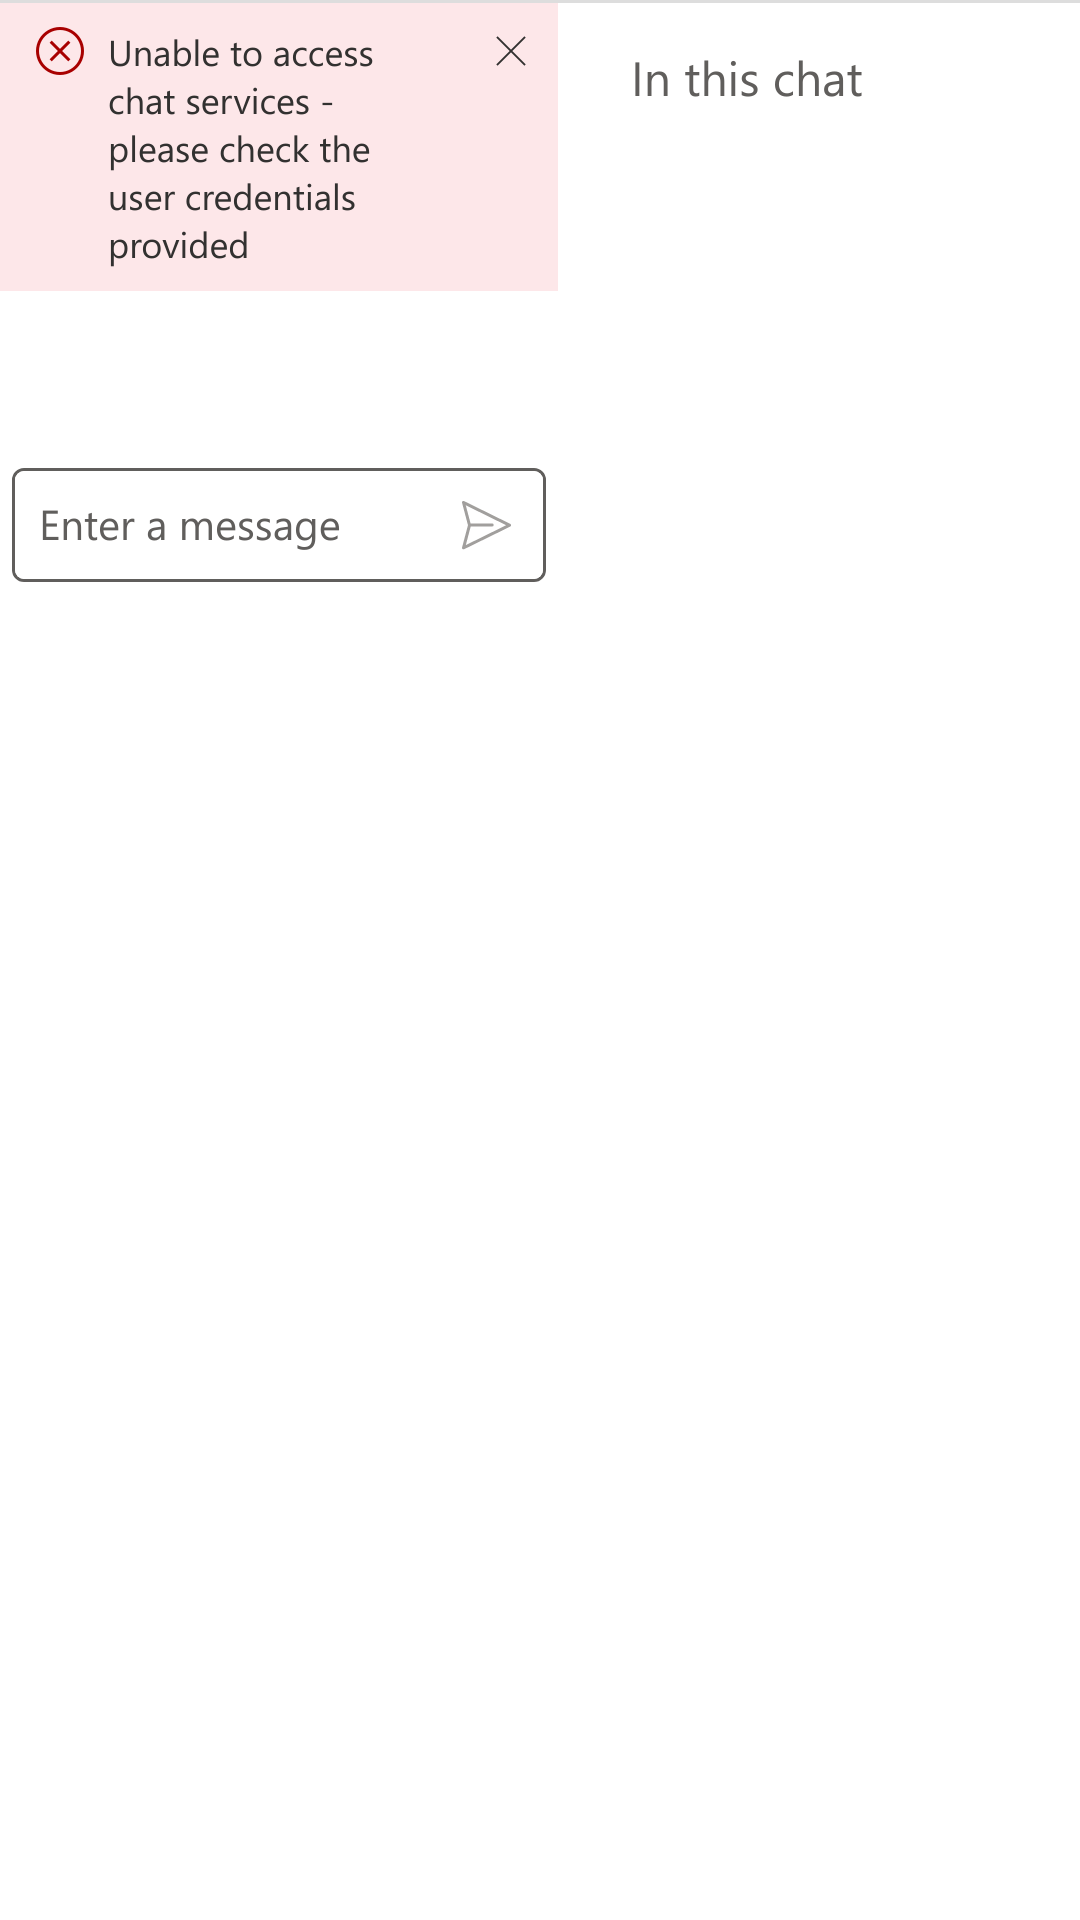 Unable to access
chat services -
please check the
user credentials
provided
In this chat
Enter a message